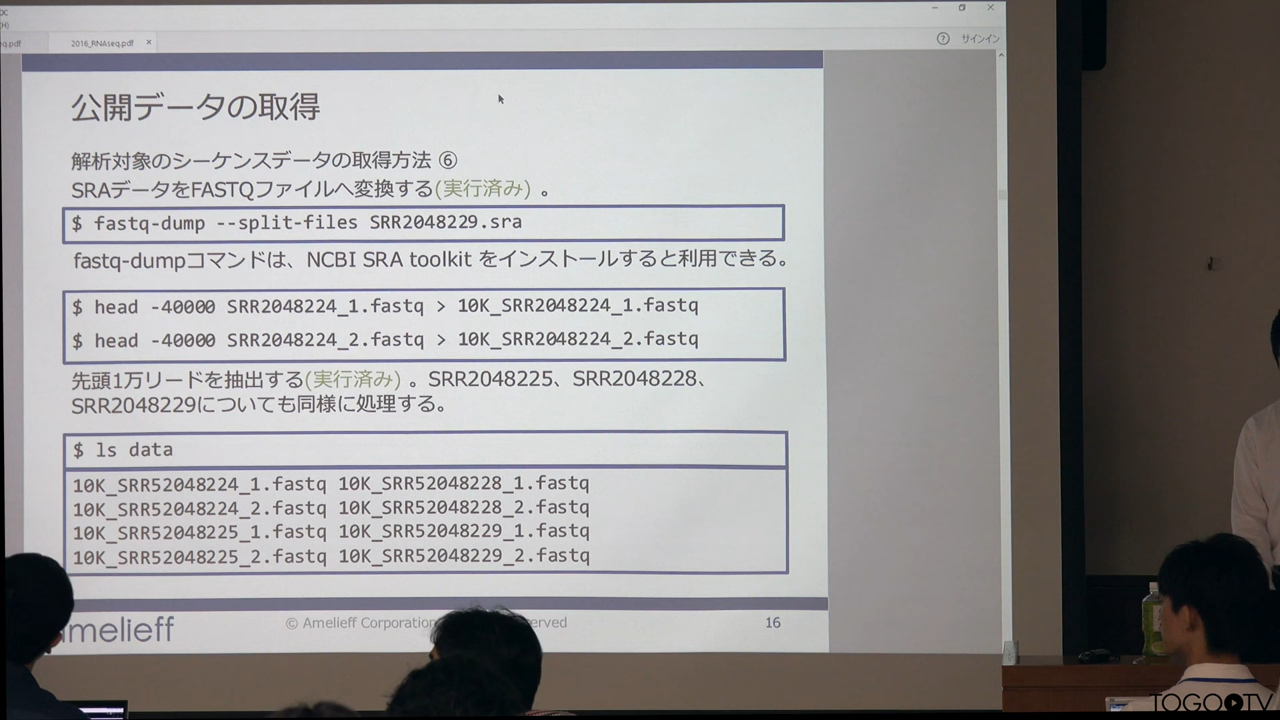 (H)
eq.pdf
2016_RNAseq.pdf
サインイン
公開データの取得
解析対象のシーケンスデータの取得方法 ⑥
SRAデータをFASTQファイルへ変換する(実行済み) 。
$ fastq-dump --split-files SRR2048229.sra
fastq-dumpコマンドは、NCBI SRA toolkit をインストールすると利用できる。
$ head -40000 SRR2048224_1.fastq > 10K_SRR2048224_1.fastq
$ head -40000 SRR2048224_2.fastq > 10K_SRR2048224_2.fastq
先頭1万リードを抽出する(実行済み) 。SRR2048225、SRR2048228、
SRR2048229についても同様に処理する。
$ ls data
10K_SRR52048224_1.fastq 10K_SRR52048228_1.fastq
10K_SRR52048224_2.fastq 10K_SRR52048228_2.fastq
10K_SRR52048225_1.fastq 10K_SRR52048229_1.fastq
10K_SRR52048225_2.fastq 10K_SRR52048229_2.fastq
amelieff
© Amelieff Corporation
16
TOGO TV